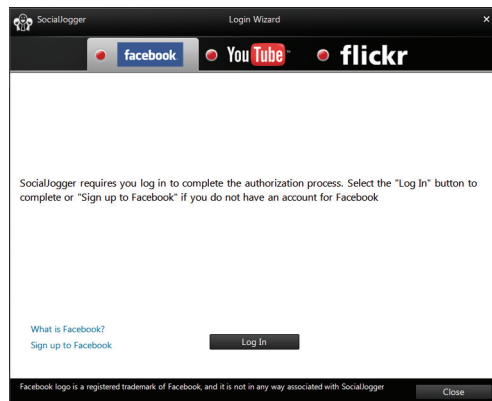 SocialJogger
Login Wizard
×
facebook
YouTube
flickr
SocialJogger requires you log in to complete the authorization process. Select the "Log In" button to
complete or "Sign up to Facebook" if you do not have an account for Facebook
What is Facebook?
Sign up to Facebook
Log In
Facebook logo is a registered trademark of Facebook, and it is not in any way associated with SocialJogger
Close